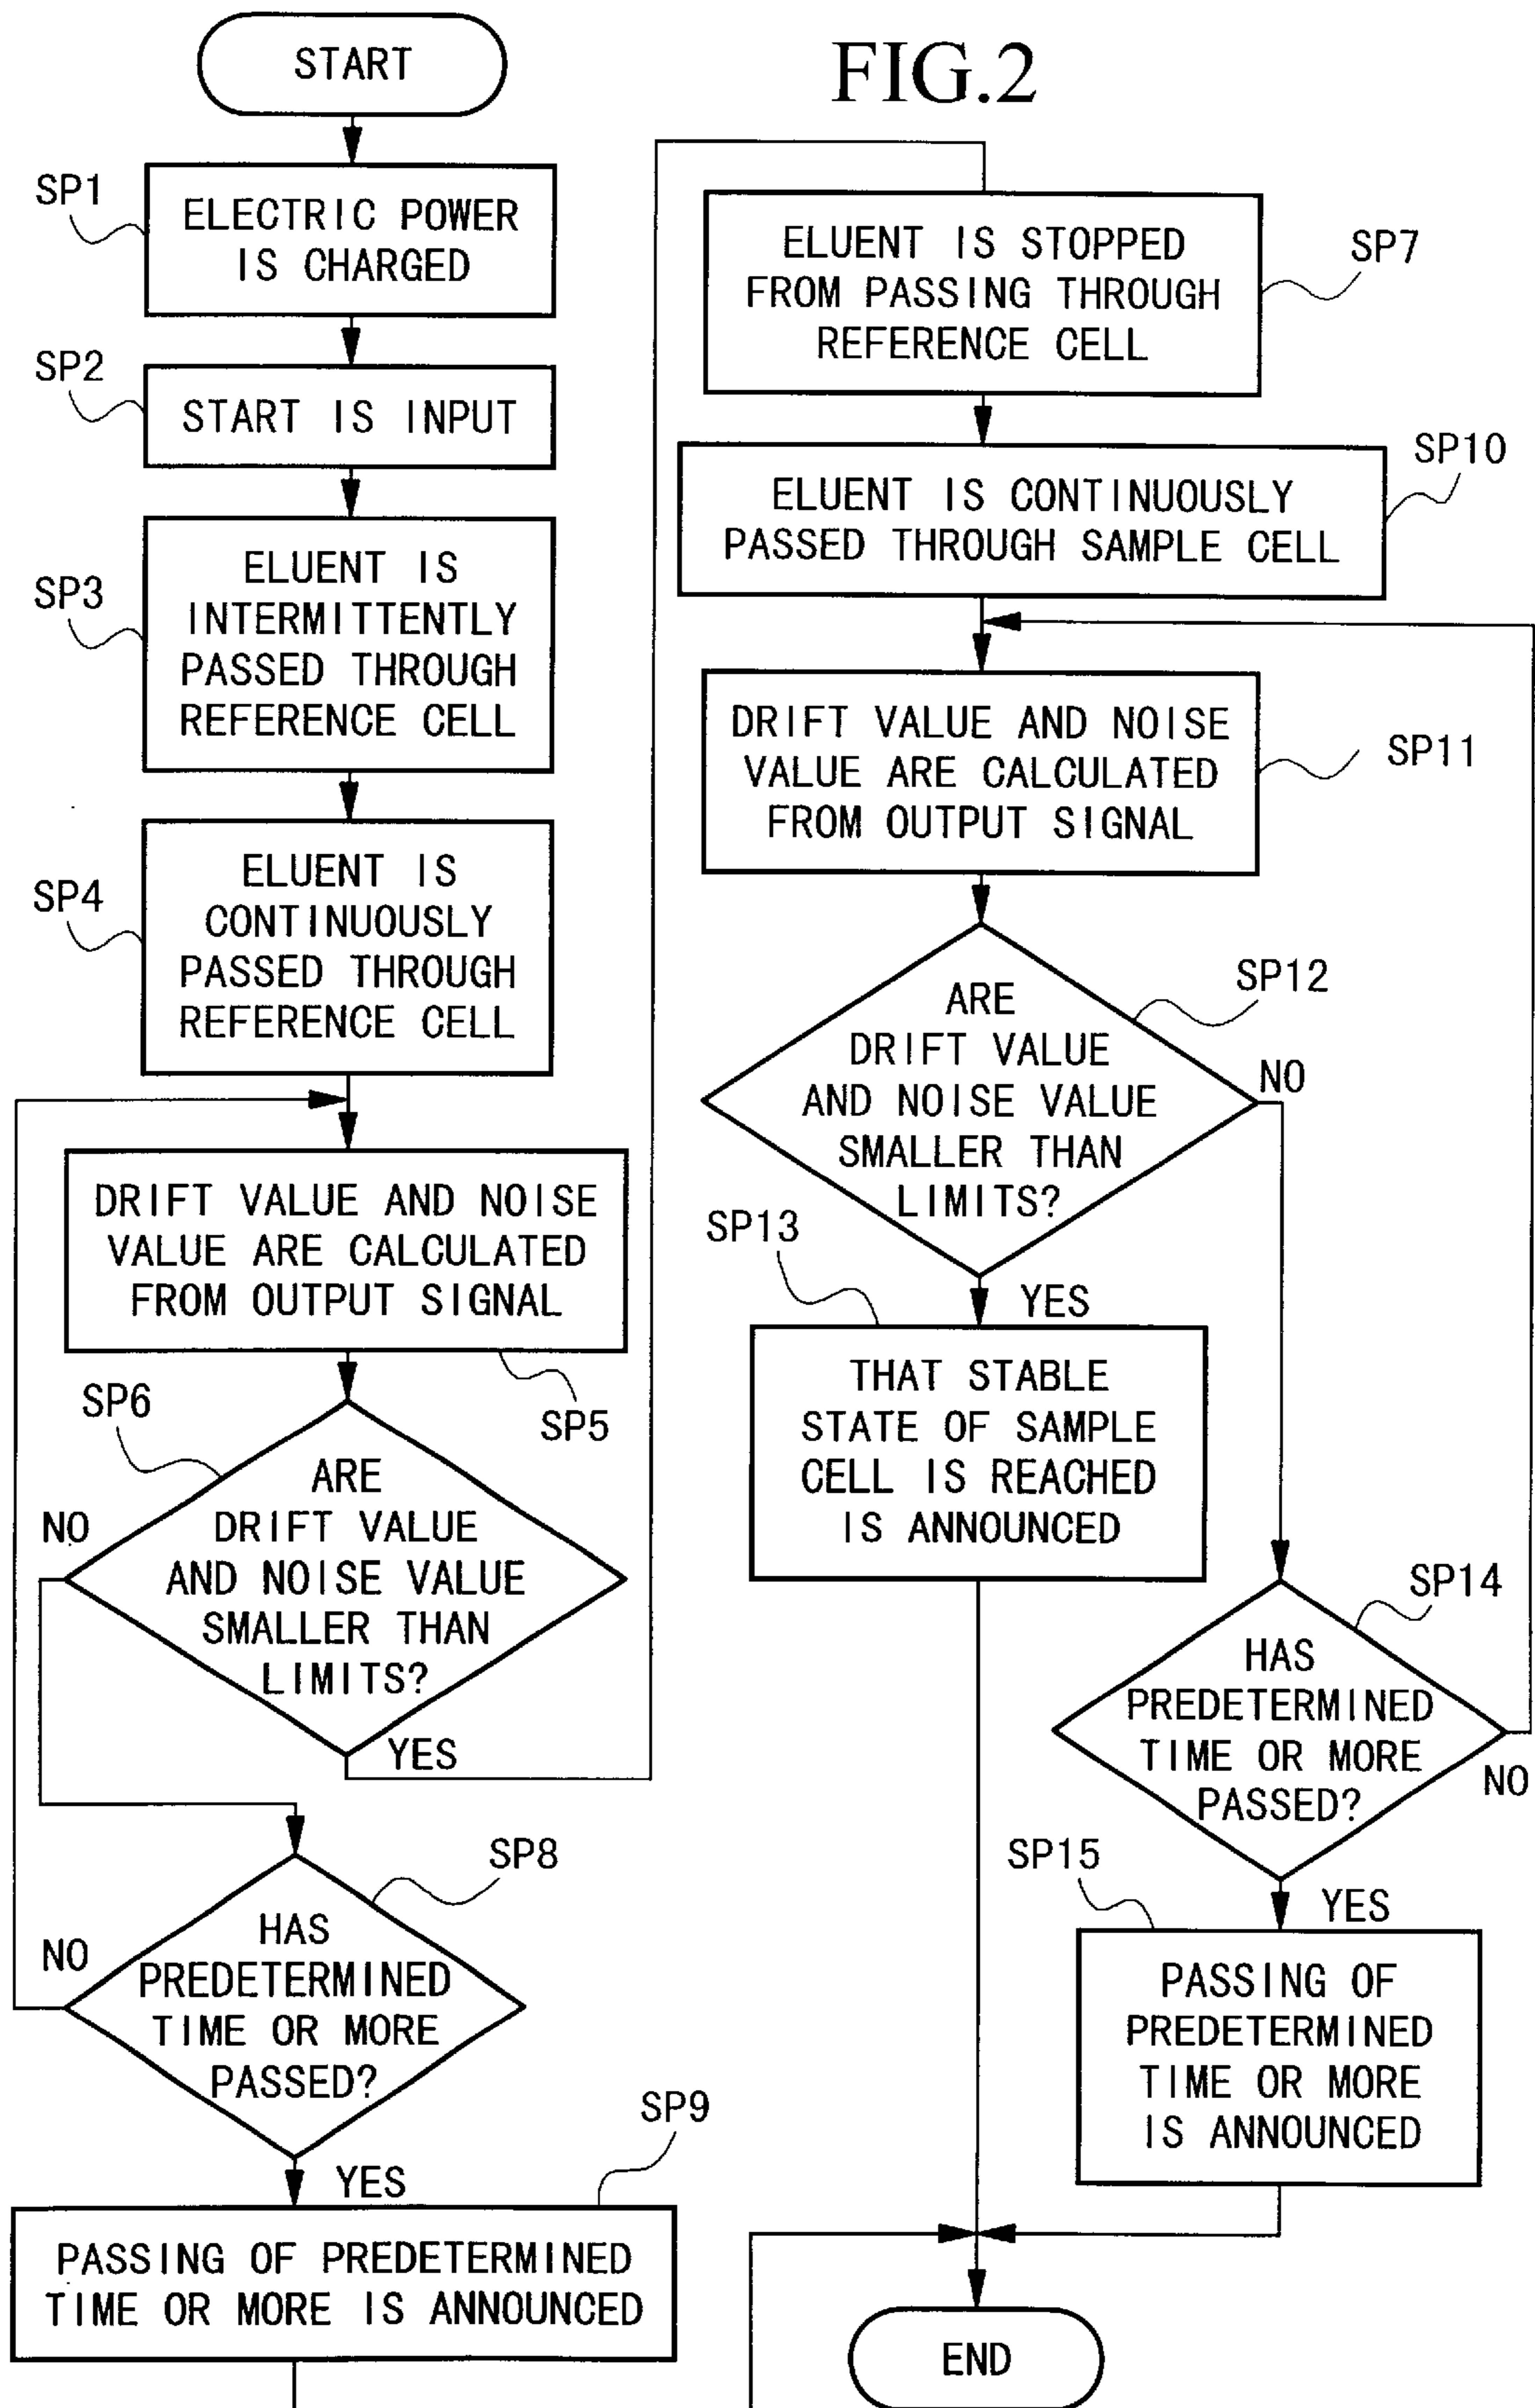 FIG.2
START
SP1
ELECTRIC POWER
IS CHARGED
SP2
START IS INPUT
SP3
ELUENT IS
INTERMITTENTLY
PASSED THROUGH
REFERENCE CELL
SP4
ELUENT IS
CONTINUOUSLY
PASSED THROUGH
REFERENCE CELL
DRIFT VALUE AND NOISE
VALUE ARE CALCULATED
FROM OUTPUT SIGNAL
SP5
SP6
ARE
DRIFT VALUE
AND NOISE VALUE
SMALLER THAN
LIMITS?
NO
YES
SP8
HAS
PREDETERMINED
TIME OR MORE
PASSED?
NO
YES
SP9
PASSING OF PREDETERMINED
TIME OR MORE IS ANNOUNCED
ELUENT IS STOPPED
FROM PASSING THROUGH
REFERENCE CELL
SP7
SP10
ELUENT IS CONTINUOUSLY
PASSED THROUGH SAMPLE CELL
DRIFT VALUE AND NOISE
VALUE ARE CALCULATED
FROM OUTPUT SIGNAL
SP11
SP12
ARE
DRIFT VALUE
AND NOISE VALUE
SMALLER THAN
LIMITS?
NO
YES
SP13
THAT STABLE
STATE OF SAMPLE
CELL IS REACHED
IS ANNOUNCED
SP14
HAS
PREDETERMINED
TIME OR MORE
PASSED?
NO
YES
SP15
PASSING OF
PREDETERMINED
TIME OR MORE
IS ANNOUNCED
END